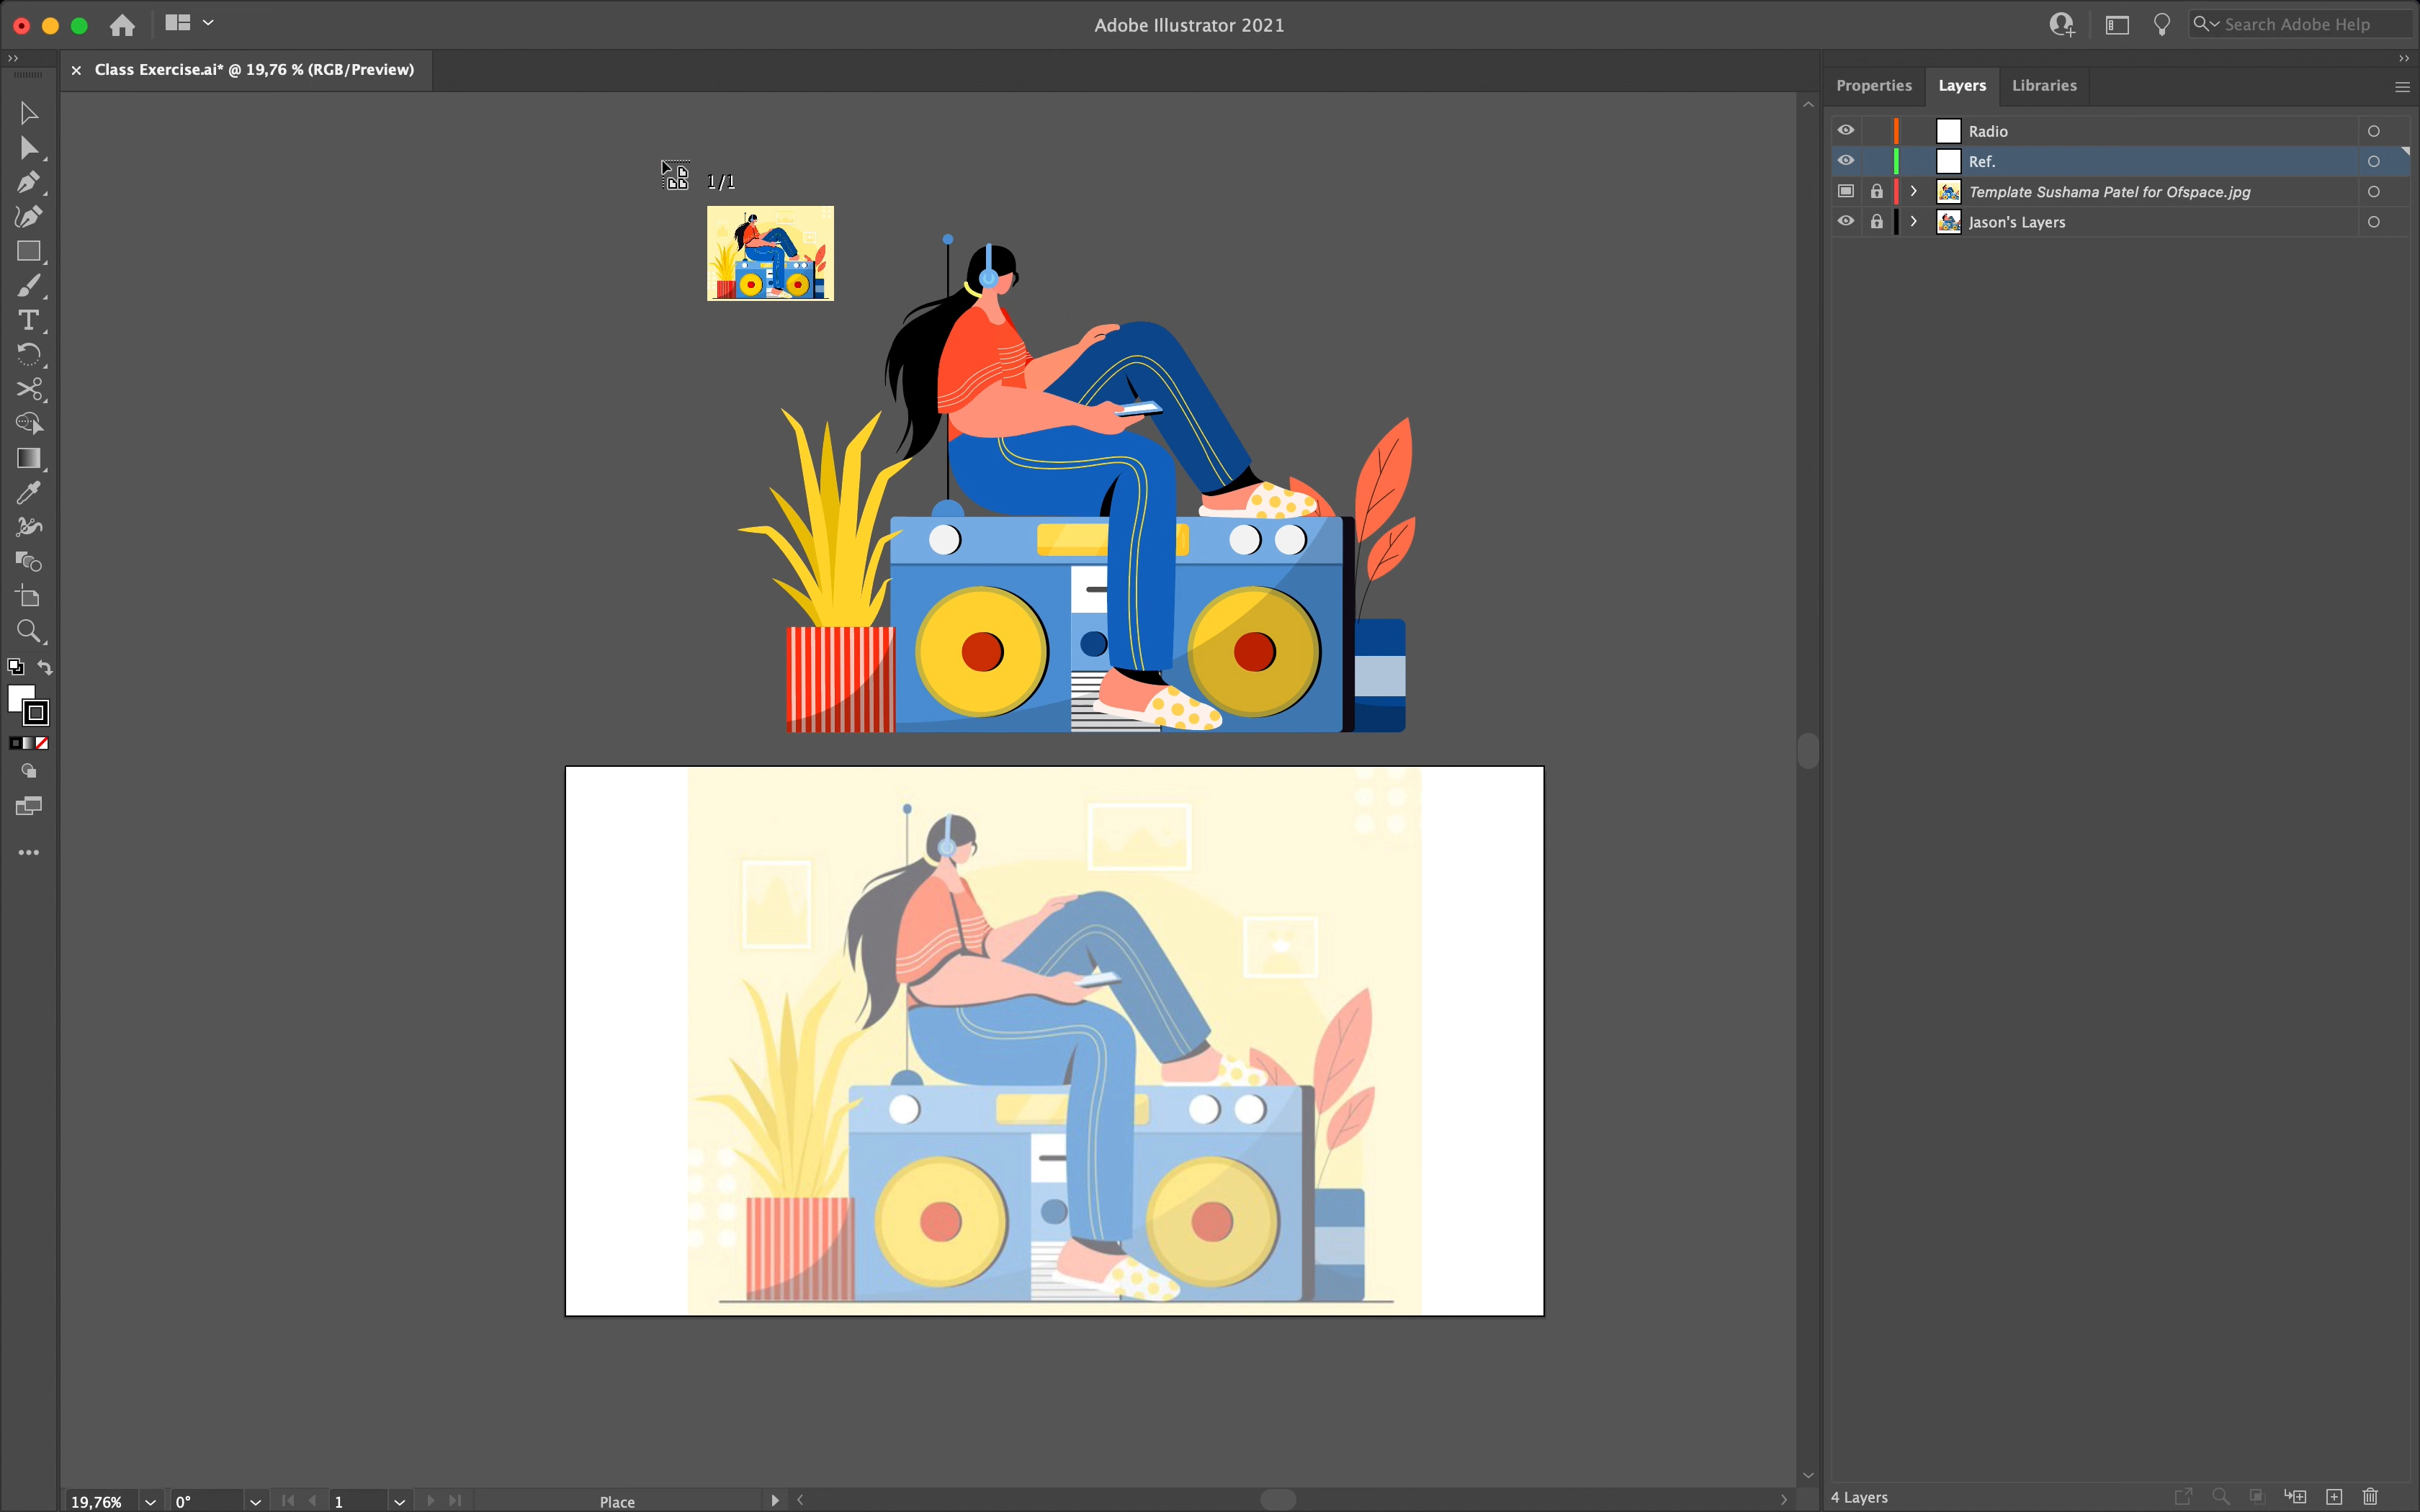 Adobe Illustrator 2021
Search Adobe Help
Class Exercise.ai* @ 19,76 % (RGB/Preview)
Properties
Layers
Libraries
Radio
Ref.
Template Sushama Patel for Ofspace.jpg
Jason's Layers
1/1
19,76%
0°
1
Place
4 Layers